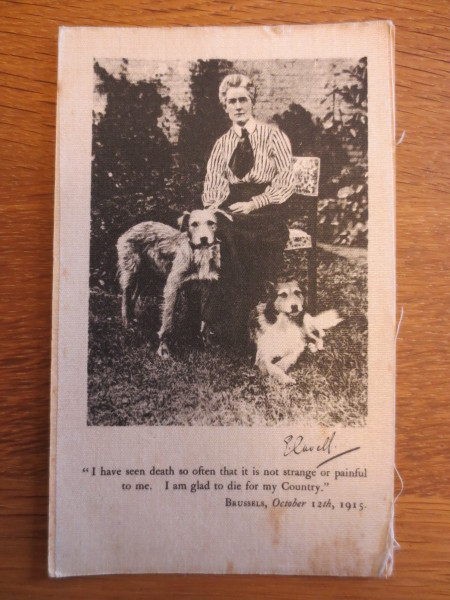 E Cavell.
"I have seen death so often that it is not strange or painful
to me. I am glad to die for my Country."
Brussels, October 12th, 1915.